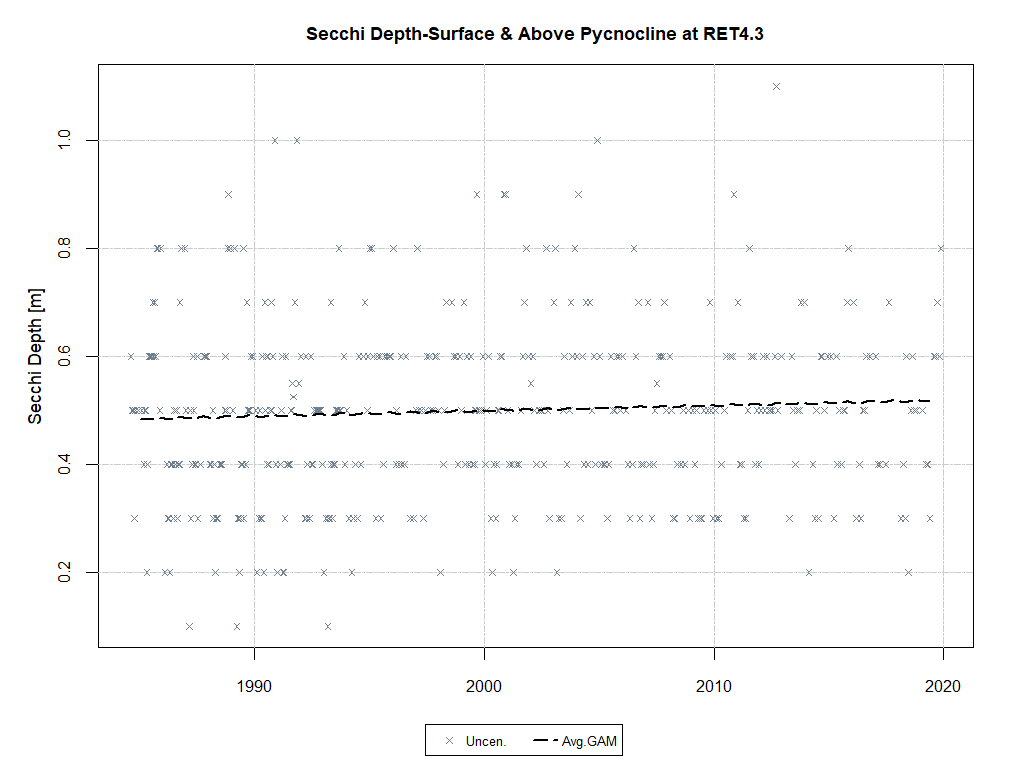 Secchi Depth-Surface & Above Pycnocline at RET4.3
Secchi Depth [m]
1.0
0.8
0.6
0.4
0.2
1990 2000 2010 2020
Uncen. Avg.GAM